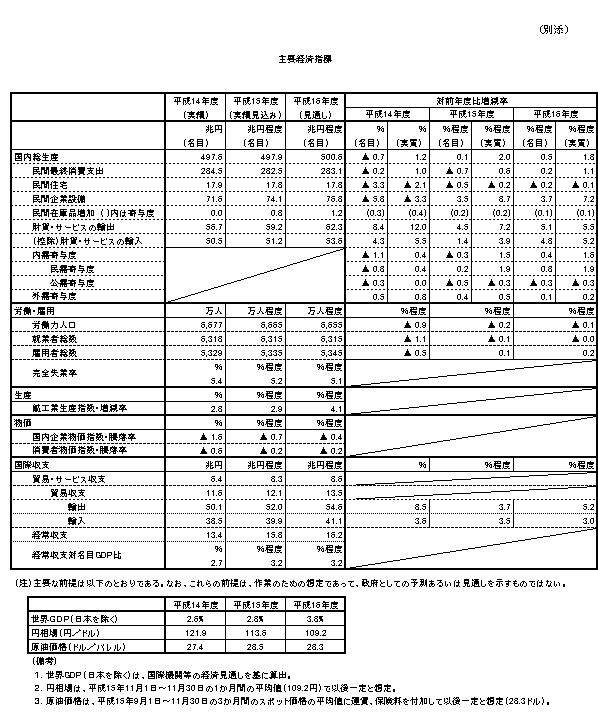 (別添)
主要経済指標
平成14年度 平成15年度 平成16年度 対前年度比増減率
(実績) (実績見込み) (見通し) 平成14年度 平成15年度 平成16年度
兆円 兆円程度 兆円程度 % % %程度 %程度 %程度 %程度
(名目) (名目) (名目) (名目) (実質) (名目) (実質) (名目) (実質)
国内総生産 497.6 497.9 500.6 ▲ 0.7 1.2 0.1 2.0 0.5 1.8
民間最終消費支出 284.5 282.5 283.1 ▲ 0.2 1.0 ▲ 0.7 0.6 0.2 1.1
民間住宅 17.9 17.8 17.8 ▲ 3.3 ▲ 2.1 ▲ 0.5 ▲ 0.5 ▲ 0.2 ▲ 0.1
民間企業設備 71.6 74.1 76.8 ▲ 5.8 ▲ 3.3 3.5 8.7 3.7 7.2
民間在庫品増加 ( )内は寄与度 0.0 0.8 1.2 (0.3) (0.4) (0.2) (0.2) (0.1) (0.1)
財貨・サービスの輸出 56.7 59.2 62.3 8.4 12.0 4.5 7.2 5.1 5.5
(控除)財貨・サービスの輸入 50.5 51.2 53.6 4.3 5.5 1.4 3.9 4.8 5.2
内需寄与度 ▲ 1.1 0.4 ▲ 0.3 1.5 0.4 1.6
民需寄与度 ▲ 0.8 0.4 0.2 1.9 0.8 1.9
公需寄与度 ▲ 0.3 0.0 ▲ 0.5 ▲ 0.3 ▲ 0.3 ▲ 0.3
外需寄与度 0.5 0.8 0.4 0.5 0.1 0.2
労働・雇用 万人 万人程度 万人程度 % %程度 %程度
労働力人口 6,677 6,665 6,655 ▲ 0.9 ▲ 0.2 ▲ 0.1
就業者総数 6,318 6,315 6,315 ▲ 1.1 ▲ 0.1 ▲ 0.0
雇用者総数 5,329 5,335 5,345 ▲ 0.5 0.1 0.2
% %程度 %程度
完全失業率 5.4 5.2 5.1
生産 % %程度 %程度
鉱工業生産指数・増減率 2.8 2.9 4.1
物価 % %程度 %程度
国内企業物価指数・騰落率 ▲ 1.6 ▲ 0.7 ▲ 0.4
消費者物価指数・騰落率 ▲ 0.6 ▲ 0.2 ▲ 0.2
国際収支 兆円 兆円程度 兆円程度 % %程度 %程度
貿易・サービス収支 6.4 8.3 8.6
貿易収支 11.6 12.1 13.5
輸出 50.1 52.0 54.6 8.5 3.7 5.2
輸入 38.5 39.9 41.1 3.6 3.5 3.0
経常収支 13.4 15.8 16.2
% %程度 %程度
経常収支対名目GDP比 2.7 3.2 3.2
(注)主要な前提は以下のとおりである。なお、これらの前提は、作業のための想定であって、政府としての予測あるいは見通しを示すものではない。
平成14年度 平成15年度 平成16年度
世界GDP(日本を除く) 2.6% 2.8% 3.8%
円相場(円/ドル) 121.9 113.6 109.2
原油価格(ドル/バレル) 27.4 28.5 28.3
(備考)
1. 世界GDP(日本を除く)は、国際機関等の経済見通しを基に算出。
2. 円相場は、平成15年11月1日~11月30日の1か月間の平均値(109.2円)で以後一定と想定。
3. 原油価格は、平成15年9月1日~11月30日の3か月間のスポット価格の平均値に運賃、保険料を付加して以後一定と想定(28.3ドル)。